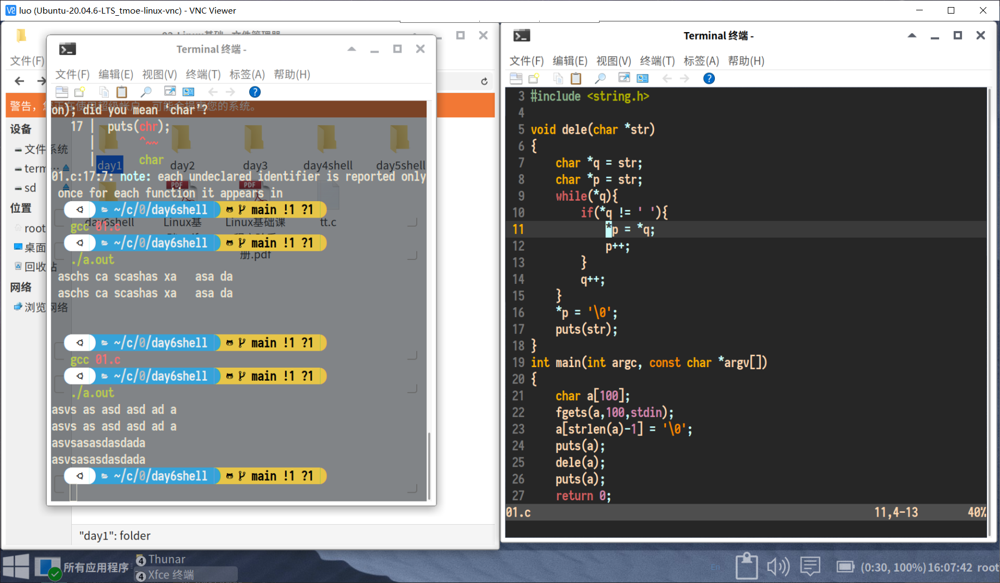 luo (Ubuntu-20.04.6-LTS_tmoe-linux-vnc) - VNC Viewer
文件(F)
警告，
设备
文件系统
term
sd
位置
root
桌面
回收站
网络
浏览网络
day1
day2
day3
day4shell
day5shell
day6shell
Linux基
Linux基础课
册.pdf
tt.c
"day1": folder
Terminal 终端 -
文件(F) 编辑(E) 视图(V) 终端(T) 标签(A) 帮助(H)
on); did you mean 'char'?
17 | puts(chr);
| ^~~
| char
01.c:17:7: note: each undeclared identifier is reported only
once for each function it appears in
~/c/0/day6shell main !1 ?1
gcc 01.c
~/c/0/day6shell main !1 ?1
./a.out
aschs ca scashas xa   asa da
aschs ca scashas xa   asa da
~/c/0/day6shell main !1 ?1
gcc 01.c
~/c/0/day6shell main !1 ?1
./a.out
asvs as asd asd ad a
asvs as asd asd ad a
asvsasasdasdada
asvsasasdasdada
~/c/0/day6shell main !1 ?1
Terminal 终端 -
文件(F) 编辑(E) 视图(V) 终端(T) 标签(A) 帮助(H)
3 #include <string.h>
4
5 void dele(char *str)
6 {
7     char *q = str;
8     char *p = str;
9     while(*q){
10         if(*q != ' '){
11             *p = *q;
12             p++;
13         }
14         q++;
15     }
16     *p = '\0';
17     puts(str);
18 }
19 int main(int argc, const char *argv[])
20 {
21     char a[100];
22     fgets(a,100,stdin);
23     a[strlen(a)-1] = '\0';
24     puts(a);
25     dele(a);
26     puts(a);
27     return 0;
01.c 11,4-13 40%
所有应用程序
4 Thunar
4 Xfce 终端
En
(0:30, 100%) 16:07:42 root